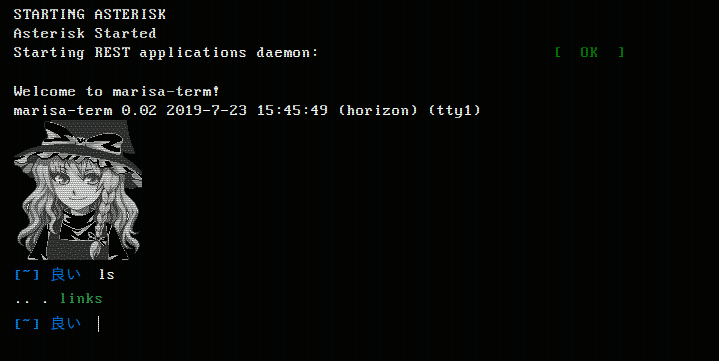 STARTING ASTERISK
Asterisk Started
Starting REST applications daemon: [ OK ]
Welcome to marisa-term!
marisa-term 0.02 2019-7-23 15:45:49 (horizon) (tty1)
[~] 良い ls
.. . links
[~] 良い